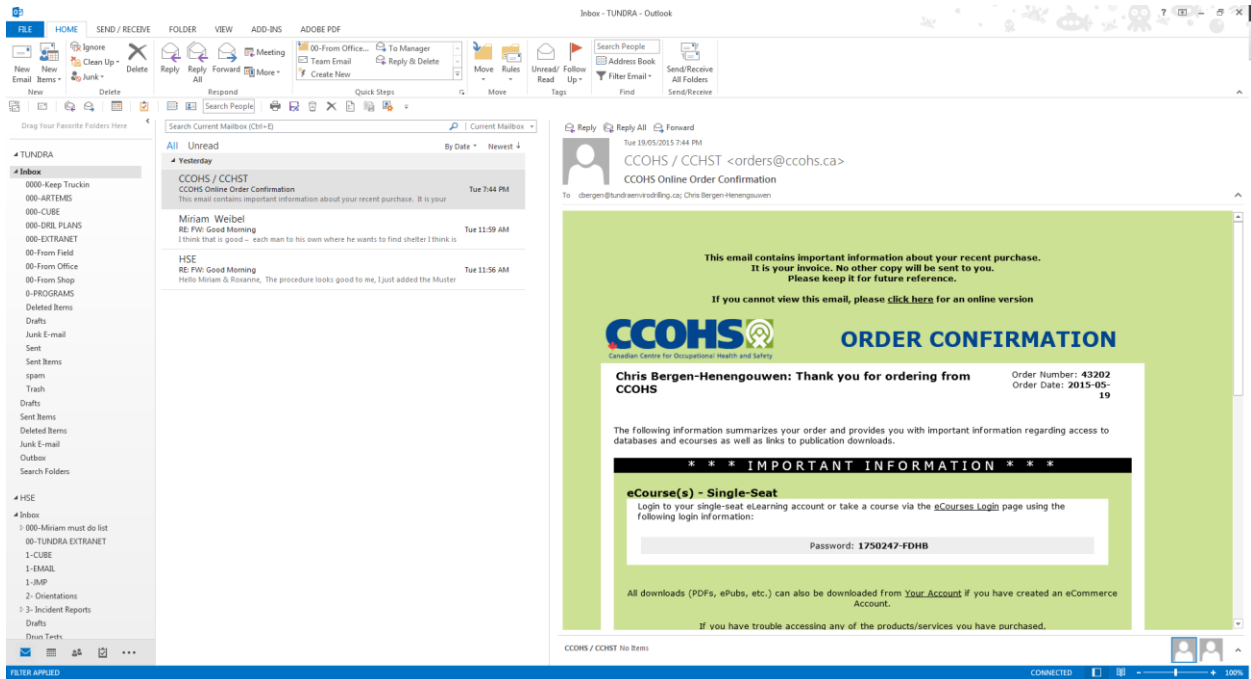 Inbox - TUNDRA - Outlook
FILE HOME SEND / RECEIVE FOLDER VIEW ADD-INS ADOBE PDF
New Email
New Items
Ignore
Clean Up
Junk
Delete
Reply
Reply All
Forward
Meeting
More
00-From Office...
Team Email
Create New
To Manager
Reply & Delete
Move
Rules
Unread/ Read
Follow Up
Search People
Address Book
Filter Email
Send/Receive All Folders
New Delete Respond Quick Steps Move Tags Find Send/Receive
Search People
Drag Your Favorite Folders Here
TUNDRA
Inbox
0000-Keep Truckin
000-ARTEMIS
000-CUBE
000-DRIL PLANS
000-EXTRANET
00-From Field
00-From Office
00-From Shop
0-PROGRAMS
Deleted Items
Drafts
Junk E-mail
Sent
Sent Items
spam
Trash
Drafts
Sent Items
Deleted Items
Junk E-mail
Outbox
Search Folders
HSE
Inbox
000-Miriam must do list
00-TUNDRA EXTRANET
1-CUBE
1-EMAIL
1-JMP
2- Orientations
3- Incident Reports
Drafts
Drug Tests
Search Current Mailbox (Ctrl+E) Current Mailbox
All Unread By Date Newest
Yesterday
CCOHS / CCHST
CCOHS Online Order Confirmation Tue 7:44 PM
This email contains important information about your recent purchase. It is your
Miriam Weibel
RE: FW: Good Morning Tue 11:59 AM
I think that is good – each man to his own where he wants to find shelter I think is
HSE
RE: FW: Good Morning Tue 11:56 AM
Hello Miriam & Roxanne, The procedure looks good to me, I just added the Muster
Reply Reply All Forward
Tue 19/05/2015 7:44 PM
CCOHS / CCHST <orders@ccohs.ca>
CCOHS Online Order Confirmation
To cbergen@tundraenvirodrilling.ca; Chris Bergen-Henengouwen
This email contains important information about your recent purchase.
It is your invoice. No other copy will be sent to you.
Please keep it for future reference.
If you cannot view this email, please click here for an online version
CCOHS
Canadian Centre for Occupational Health and Safety
ORDER CONFIRMATION
Chris Bergen-Henengouwen: Thank you for ordering from
CCOHS
Order Number: 43202
Order Date: 2015-05-
19
The following information summarizes your order and provides you with important information regarding access to
databases and ecourses as well as links to publication downloads.
* * * IMPORTANT INFORMATION * * *
eCourse(s) - Single-Seat
Login to your single-seat eLearning account or take a course via the eCourses Login page using the
following login information:
Password: 1750247-FDHB
All downloads (PDFs, ePubs, etc.) can also be downloaded from Your Account if you have created an eCommerce
Account.
If you have trouble accessing any of the products/services you have purchased,
CCOHS / CCHST No Items
FILTER APPLIED CONNECTED 100%